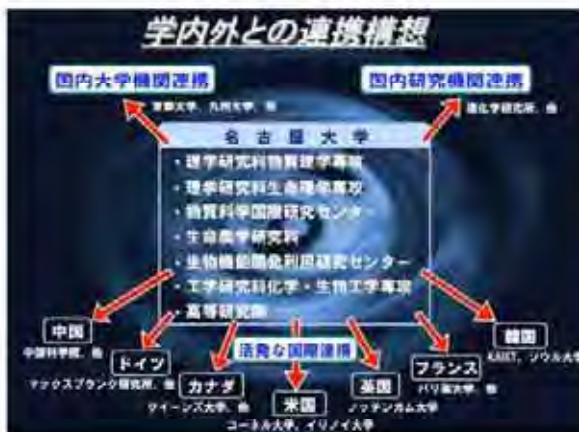 学内外との連携構想
国内大学機関連携
国内研究機関連携
京都大学、九州大学、他
理化学研究所、他
名古屋大学
・理学研究科物質理学専攻
・理学研究科生命理学専攻
・物質科学国際研究センター
・生命農学研究科
・生物機能開発利用研究センター
・工学研究科化学・生物工学専攻
・高等研究院
活発な国際連携
中国
中国科学院、他
ドイツ
マックスプランク研究所、他
カナダ
クイーンズ大学、他
米国
コーネル大学、イリノイ大学
英国
ノッチンガム大学
フランス
大学、他
韓国
KAIST、ソウル大学